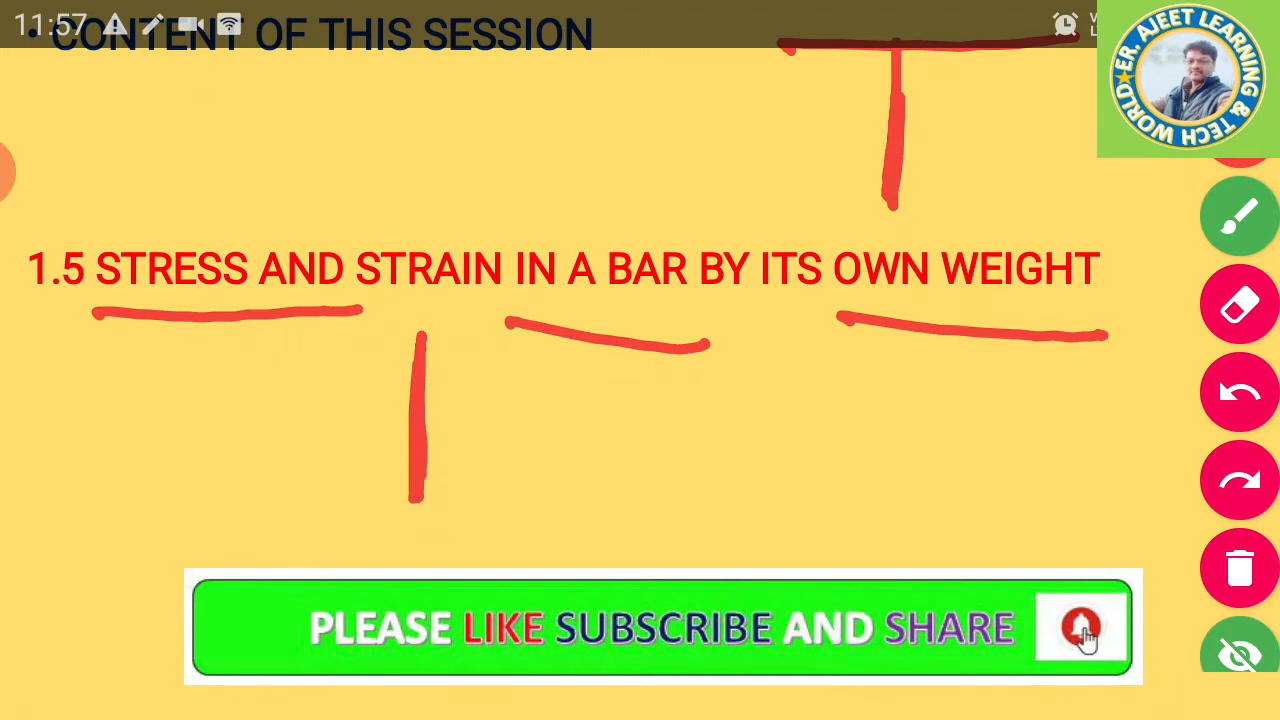 11:57
• CONTENT OF THIS SESSION
ER. AJEET LEARNING & TECH WORLD
1.5 STRESS AND STRAIN IN A BAR BY ITS OWN WEIGHT
PLEASE LIKE SUBSCRIBE AND SHARE